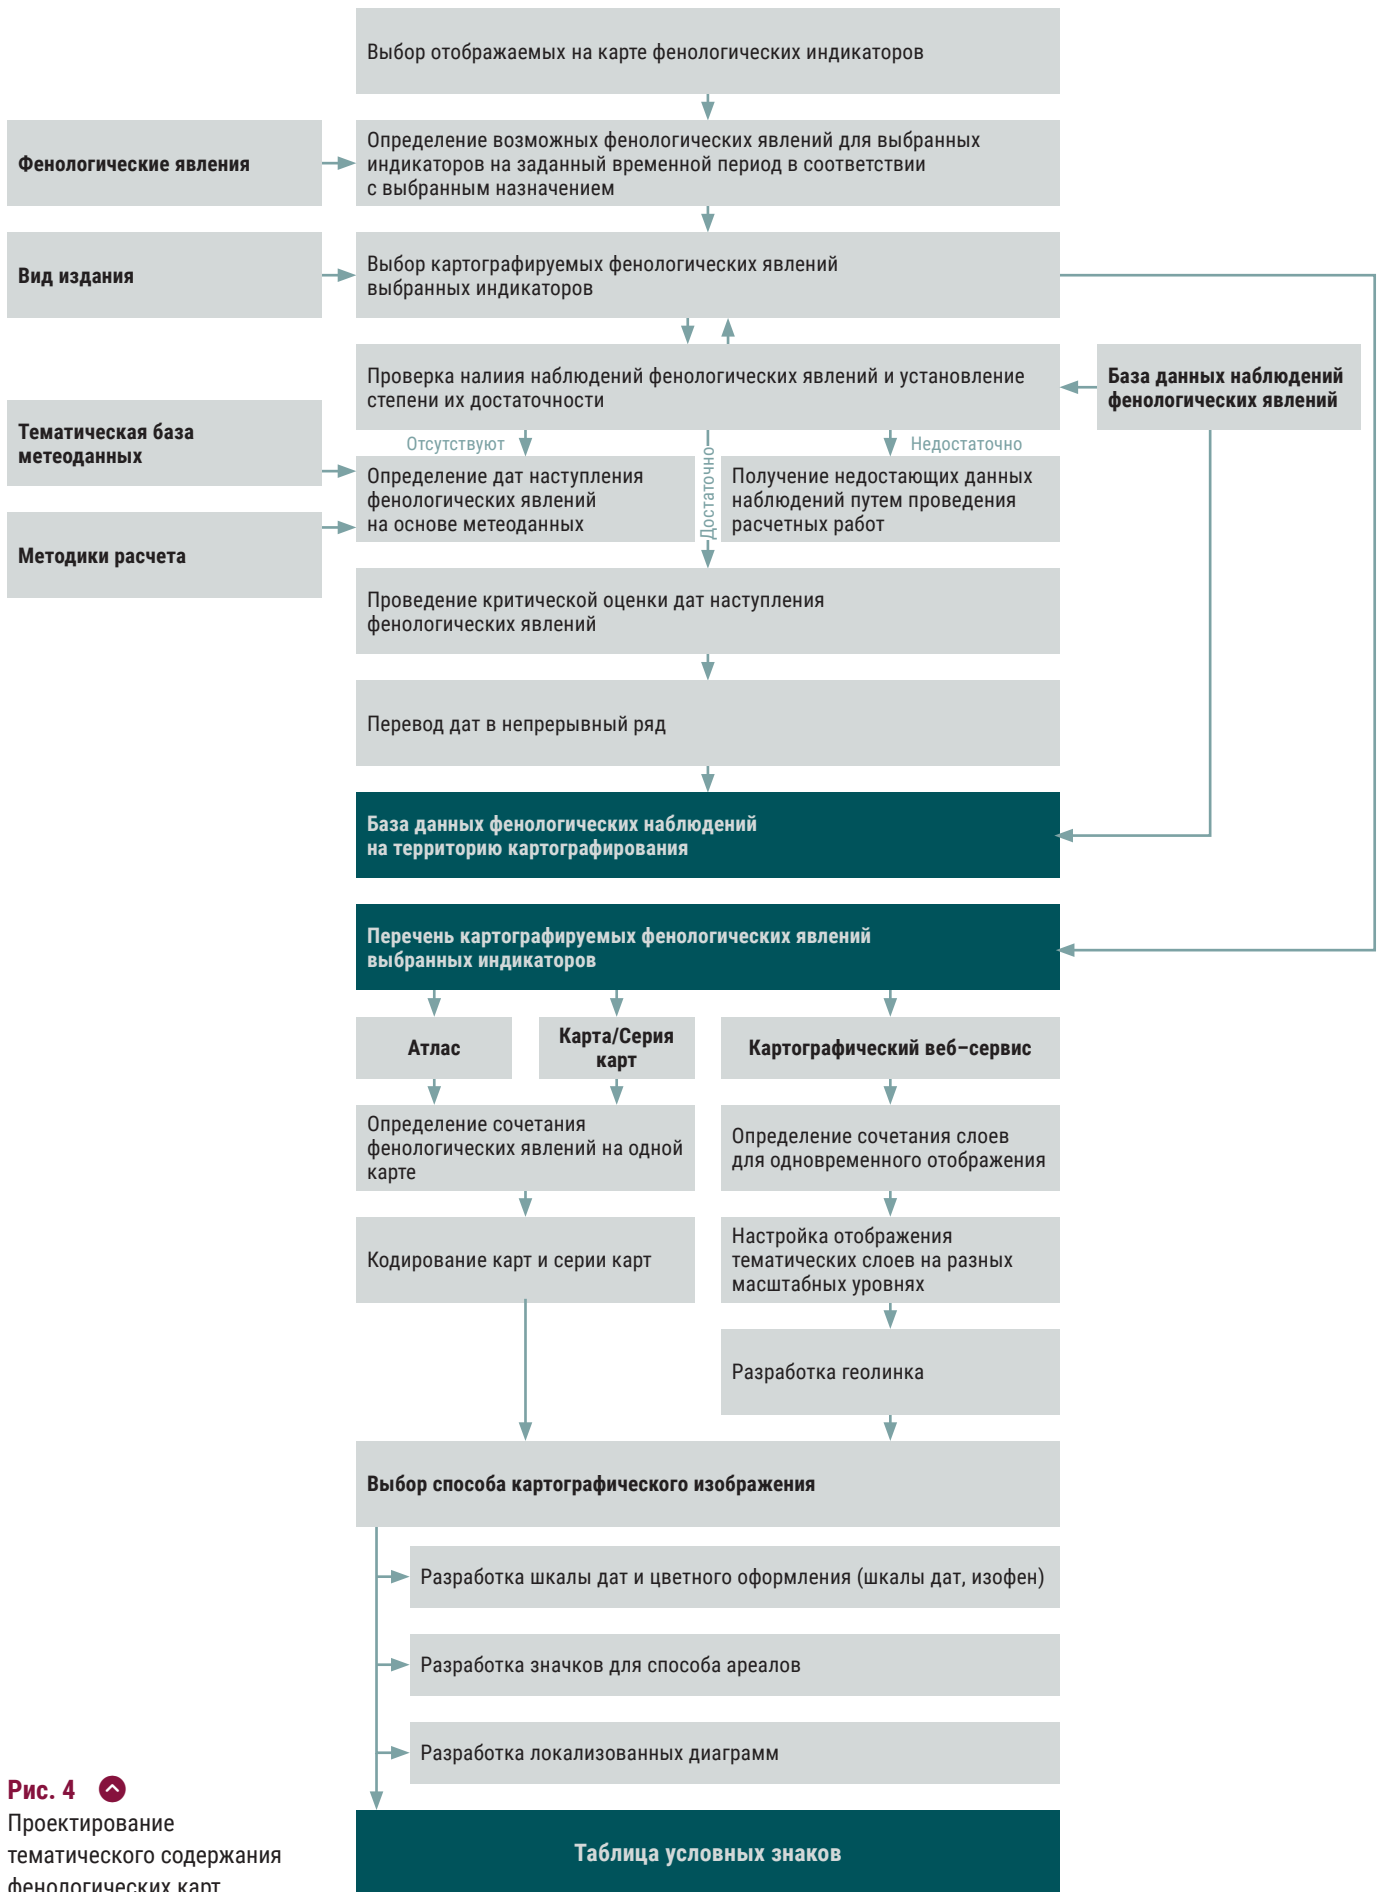 Выбор отображаемых на карте фенологических индикаторов
Фенологические явления
Определение возможных фенологических явлений для выбранных
индикаторов на заданный временной период в соответствии
с выбранным назначением
Вид издания
Выбор картографируемых фенологических явлений
выбранных индикаторов
Проверка налиия наблюдений фенологических явлений и установление
степени их достаточности
База данных наблюдений
фенологических явлений
Тематическая база
метеоданных
Отсутствуют
Достаточно
Недостаточно
Определение дат наступления
фенологических явлений
на основе метеоданных
Получение недостающих данных
наблюдений путем проведения
расчетных работ
Методики расчета
Проведение критической оценки дат наступления
фенологических явлений
Перевод дат в непрерывный ряд
База данных фенологических наблюдений
на территорию картографирования
Перечень картографируемых фенологических явлений
выбранных индикаторов
Атлас
Карта/Серия
карт
Картографический веб–сервис
Определение сочетания
фенологических явлений на одной
карте
Определение сочетания слоев
для одновременного отображения
Кодирование карт и серии карт
Настройка отображения
тематических слоев на разных
масштабных уровнях
Разработка геолинка
Выбор способа картографического изображения
Разработка шкалы дат и цветного оформления (шкалы дат, изофен)
Разработка значков для способа ареалов
Разработка локализованных диаграмм
Таблица условных знаков
Рис. 4
Проектирование
тематического содержания
фенологических карт